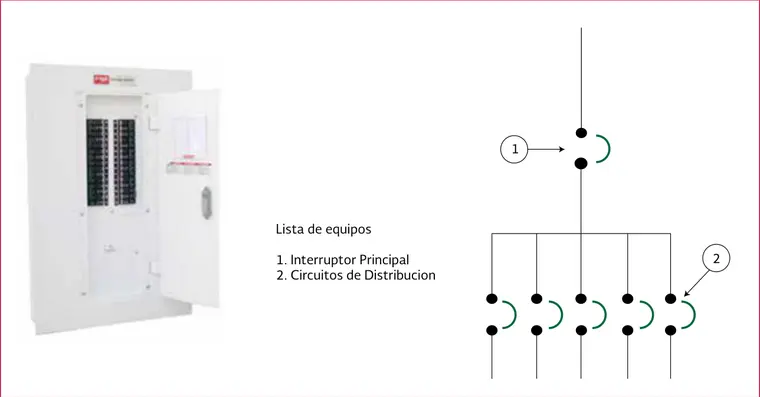 Lista de equipos
1. Interruptor Principal
2. Circuitos de Distribucion
1
2